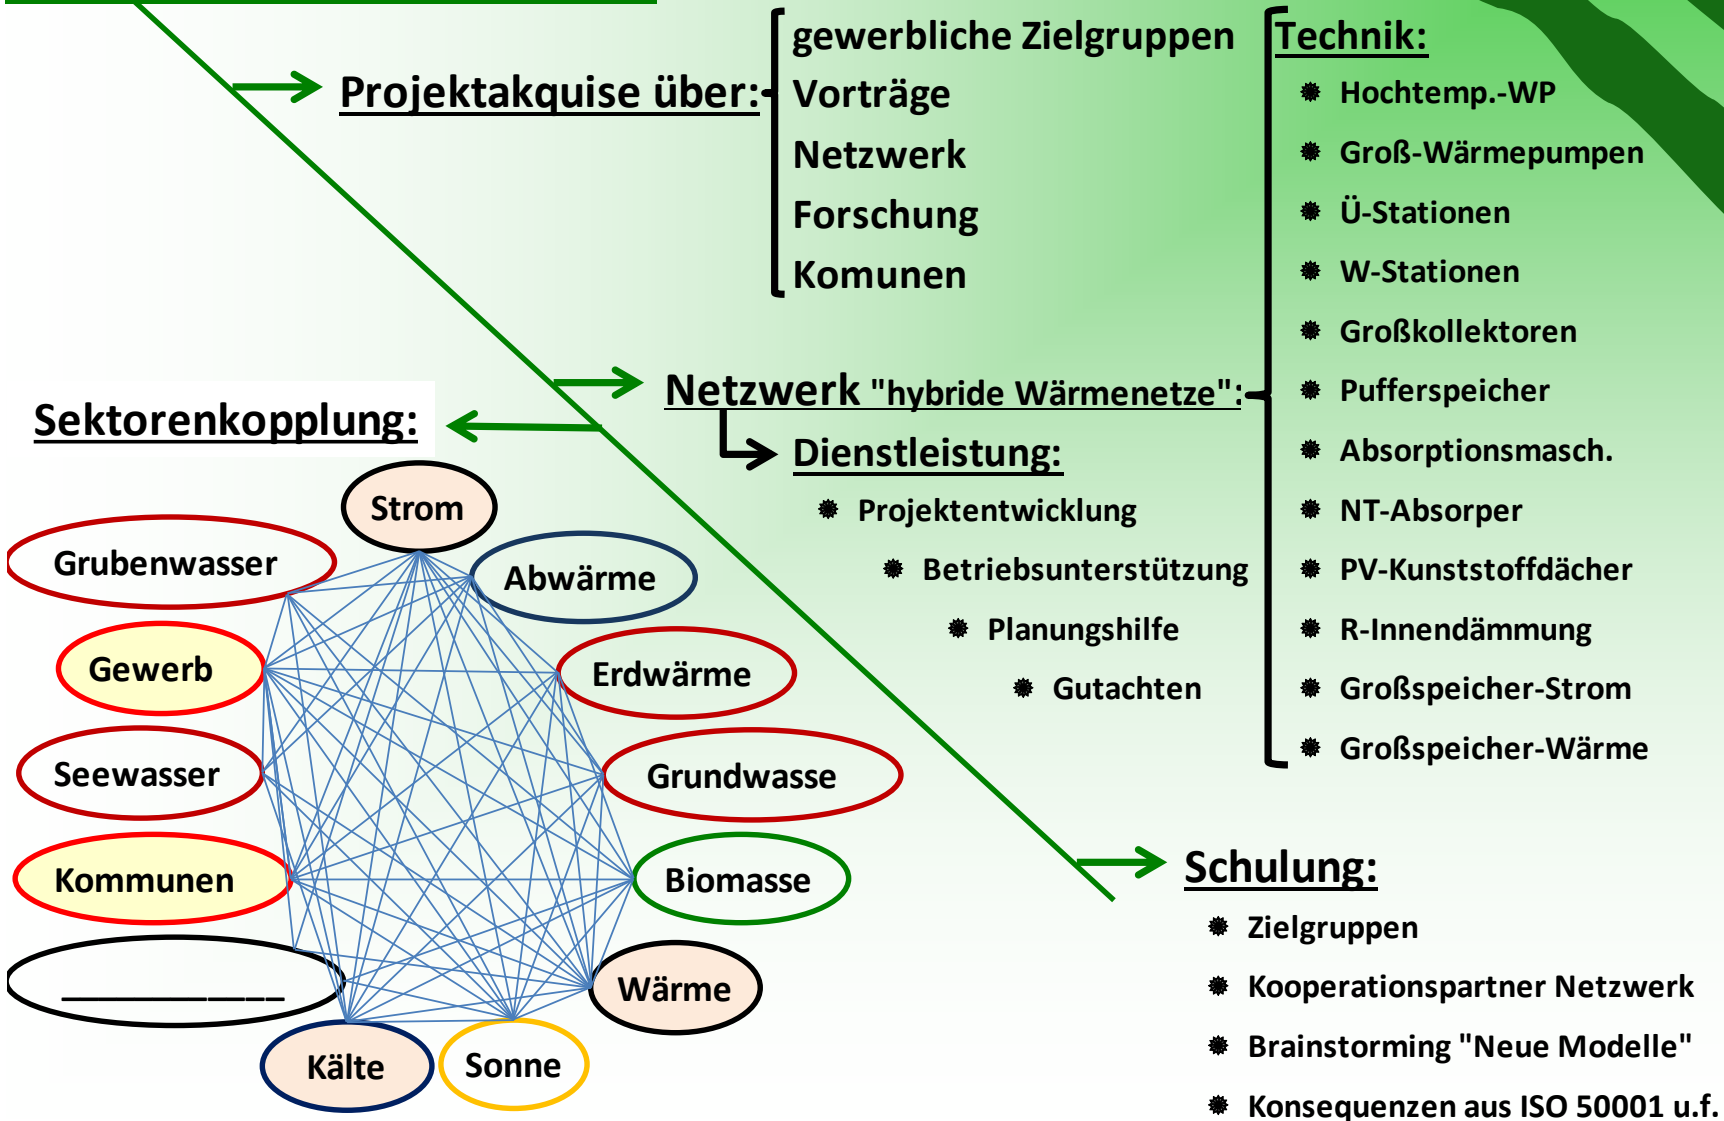 Projektakquise über:
gewerbliche Zielgruppen
Vorträge
Netzwerk
Forschung
Komunen
Netzwerk "hybride Wärmenetze":
Dienstleistung:
Projektentwicklung
Betriebsunterstützung
Planungshilfe
Gutachten
Technik:
Hochtemp.-WP
Groß-Wärmepumpen
Ü-Stationen
W-Stationen
Großkollektoren
Pufferspeicher
Absorptionsmasch.
NT-Absorper
PV-Kunststoffdächer
R-Innendämmung
Großspeicher-Strom
Großspeicher-Wärme
Sektorenkopplung:
Strom
Grubenwasser
Abwärme
Gewerb
Erdwärme
Seewasser
Grundwasse
Kommunen
Biomasse
Wärme
Kälte
Sonne
Schulung:
Zielgruppen
Kooperationspartner Netzwerk
Brainstorming "Neue Modelle"
Konsequenzen aus ISO 50001 u.f.